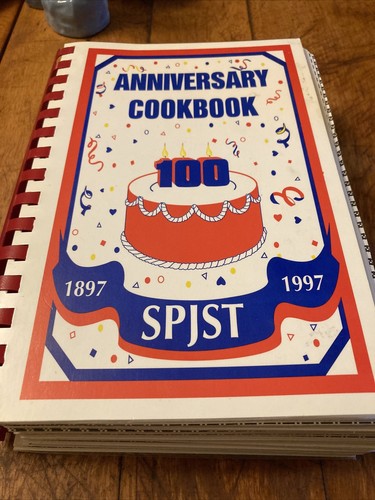 ANNIVERSARY
COOKBOOK
100
1897
1997
SPJST